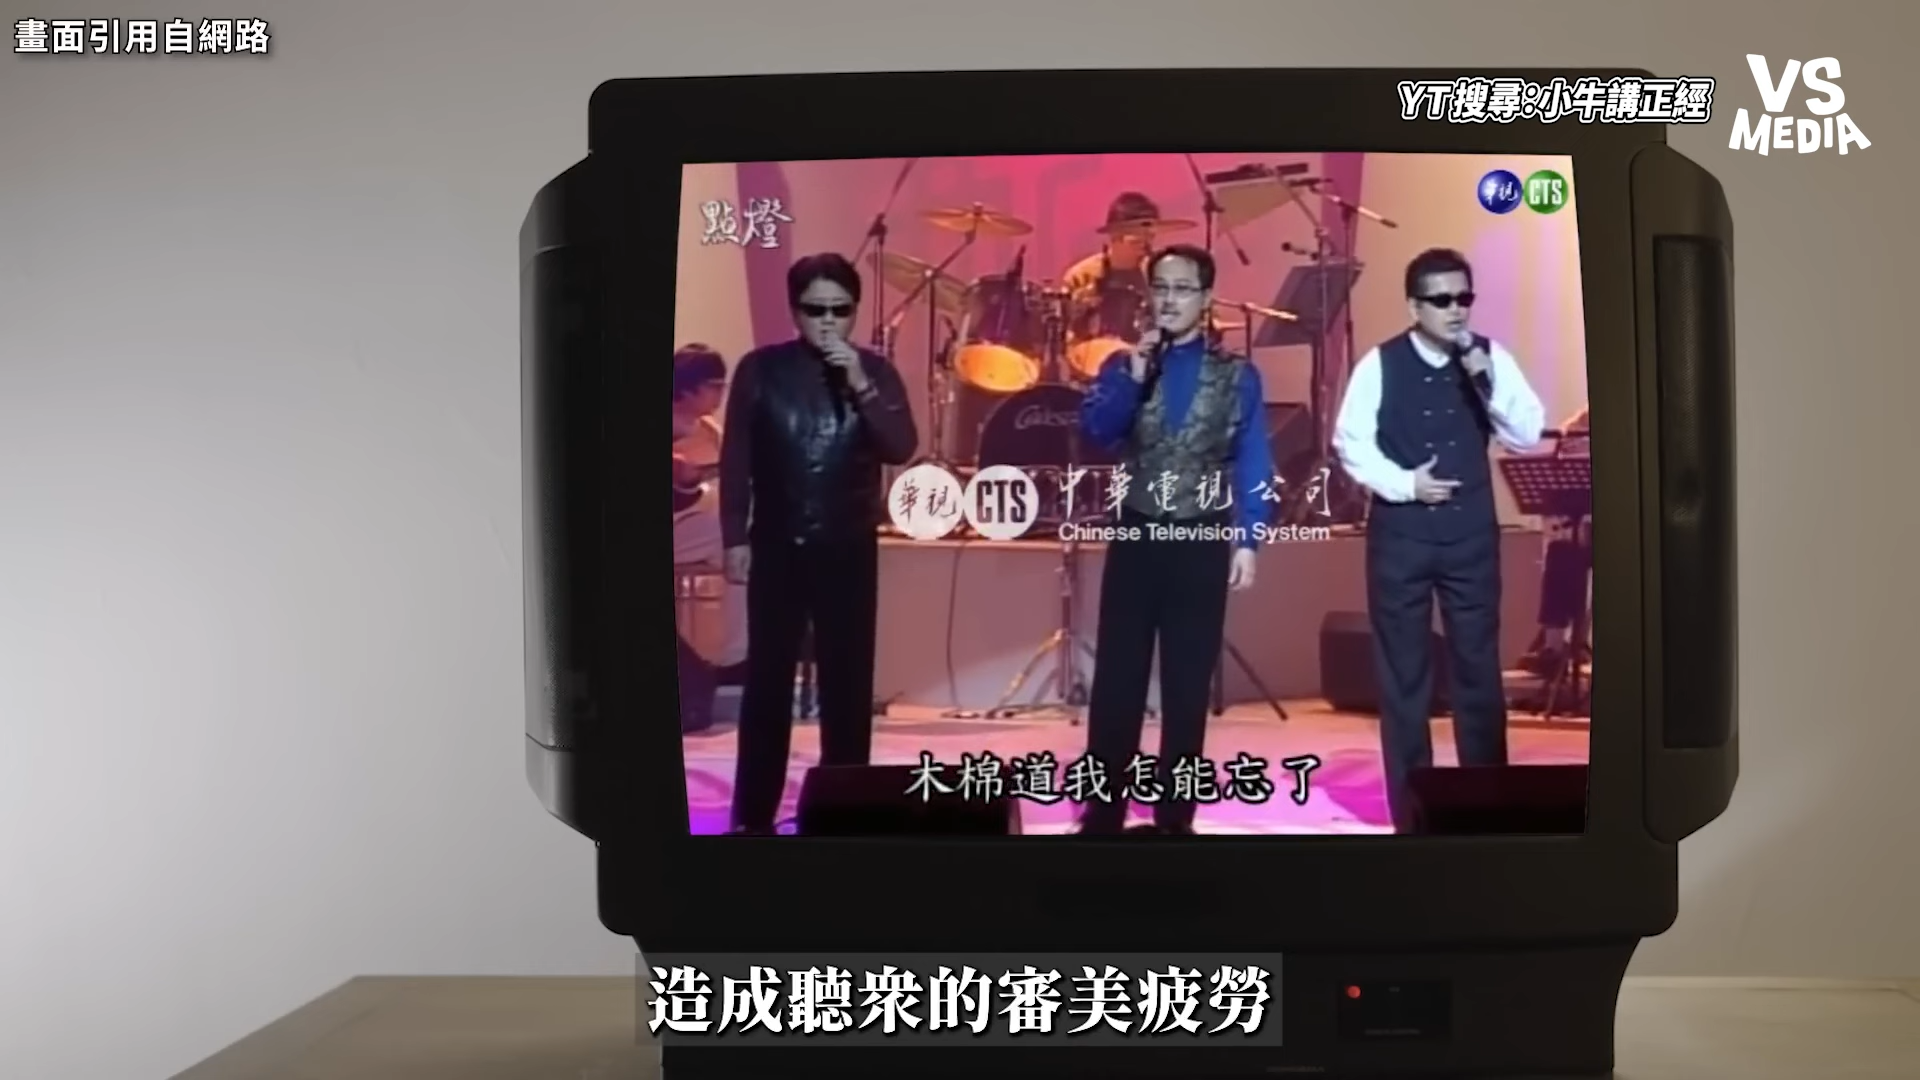 畫面引用自網路
YT搜尋:小牛講正經
VS
MEDIA
點燈
華視 CTS
華視 CTS 中華電視公司
Chinese Television System
木棉道我怎能忘了
造成聽眾的審美疲勞